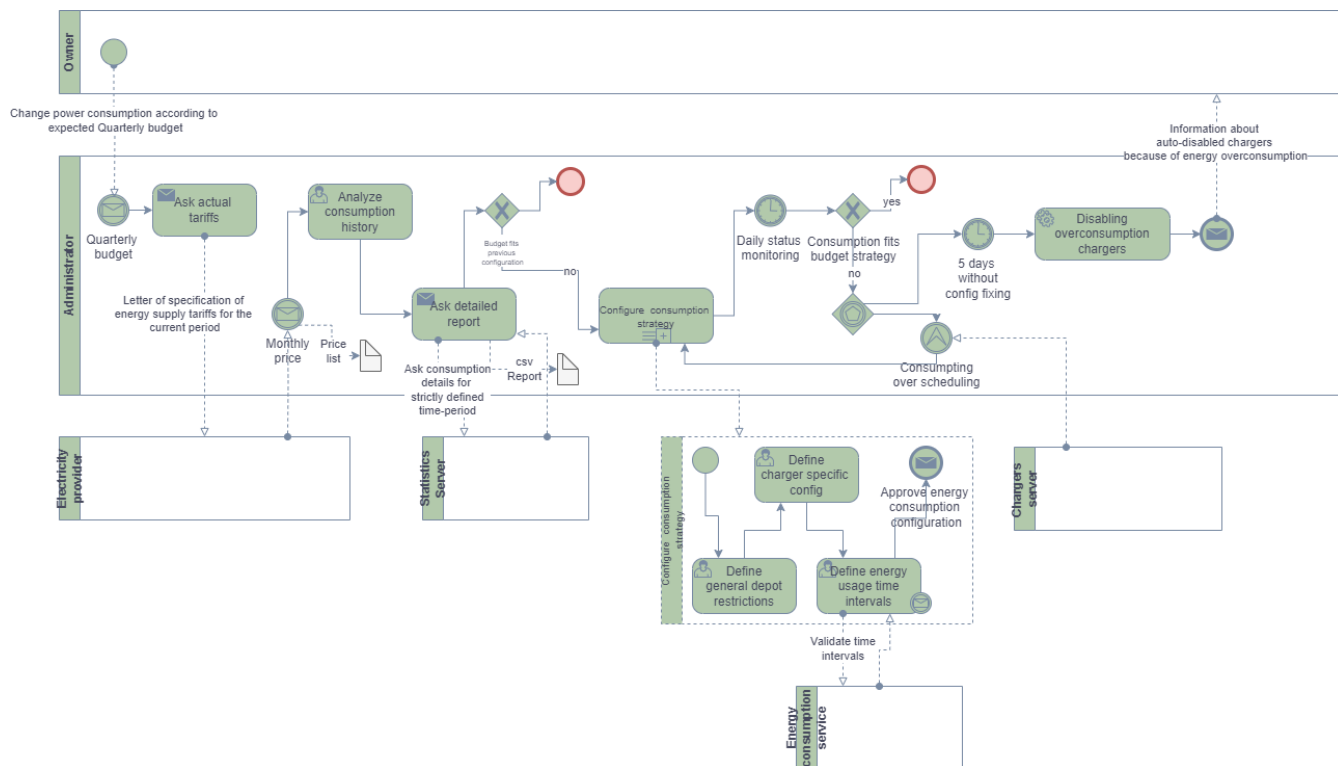 Owner
Change power consumption according to
expected Quarterly budget
Information about
auto-disabled chargers
because of energy overconsumption
Administrator
Quarterly
budget
Ask actual
tariffs
Letter of specification of
energy supply tariffs for the
current period
Analyze
consumption
history
Monthly
price
Price
list
Ask detailed
report
Ask consumption
details for
strictly defined
time-period
csv
Report
Budget fits
previous
configuration
no
Configure consumption
strategy
Daily status
monitoring
Consumption fits
budget strategy
yes
no
5 days
without
config fixing
Disabling
overconsumption
chargers
Consumpting
over scheduling
Electricity
provider
Statistics
Server
Configure consumption
strategy
Define
charger specific
config
Approve energy
consumption
configuration
Define
general depot
restrictions
Define energy
usage time
intervals
Chargers
server
Validate time
intervals
Energy
consumption
service